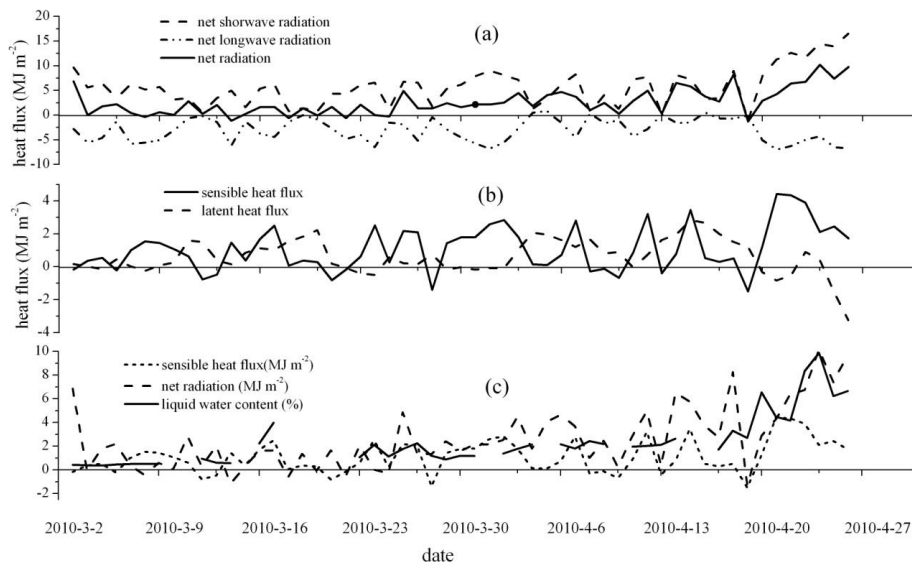 (a)
net shorwave radiation
net longwave radiation
net radiation
heat flux (MJ m-2)
20
15
10
5
0
-5
-10
(b)
sensible heat flux
latent heat flux
heat flux (MJ m-2)
4
2
0
-2
-4
(c)
sensible heat flux(MJ m-2)
net radiation (MJ m-2)
liquid water content (%)
10
8
6
4
2
0
-2
2010-3-2 2010-3-9 2010-3-16 2010-3-23 2010-3-30 2010-4-6 2010-4-13 2010-4-20 2010-4-27
date